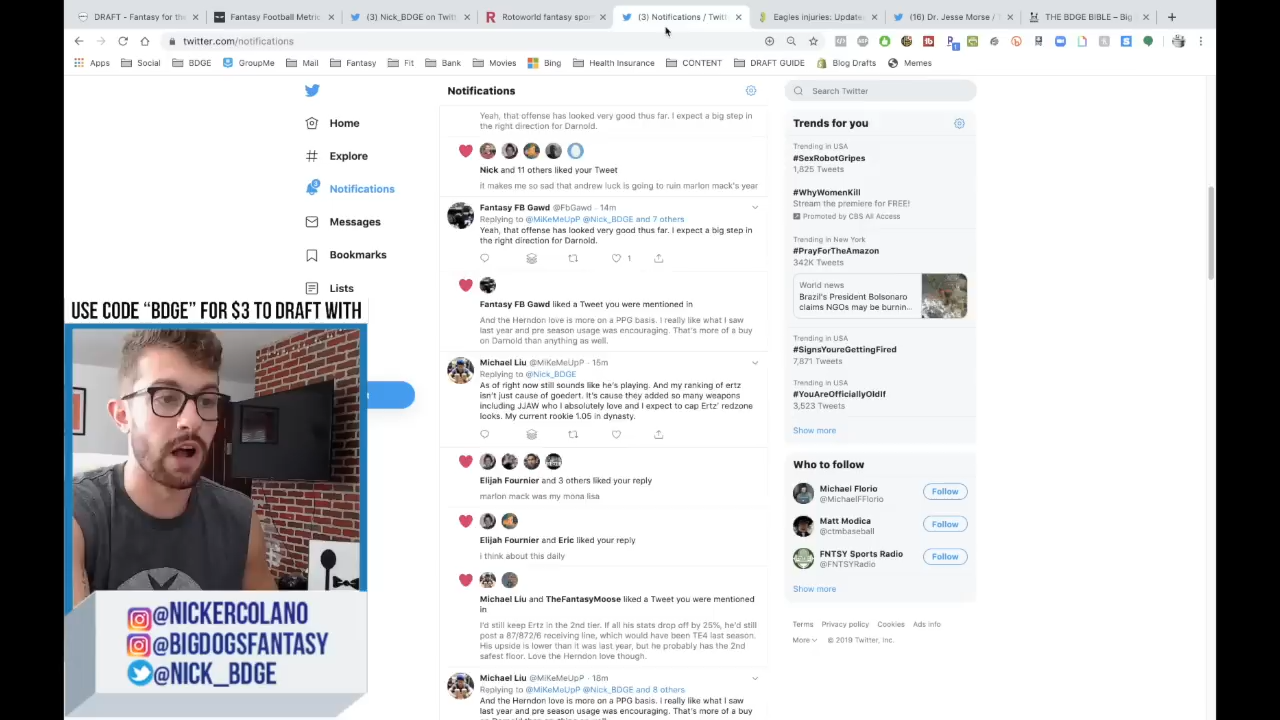 DRAFT - Fantasy for the
Fantasy Football Metric
(3) Nick_BDGE on Twitt
Rotoworld fantasy sport
(3) Notifications / Twitt
Eagles injuries: Update
(16) Dr. Jesse Morse / T
THE BDGE BIBLE – Big
twitter.com/notifications
Apps
Social
BDGE
GroupMe
Mail
Fantasy
Fit
Bank
Movies
Bing
Health Insurance
CONTENT
DRAFT GUIDE
Blog Drafts
Memes
Home
Explore
Notifications
Messages
Bookmarks
Lists
Notifications
Yeah, that offense has looked very good thus far. I expect a big step in
the right direction for Darnold.
Nick and 11 others liked your Tweet
it makes me so sad that andrew luck is going to ruin marlon mack's year
Fantasy FB Gawd @FbGawd · 14m
Replying to @MiKeMeUpP @Nick_BDGE and 7 others
Yeah, that offense has looked very good thus far. I expect a big step in
the right direction for Darnold.
1
Fantasy FB Gawd liked a Tweet you were mentioned in
And the Herndon love is more on a PPG basis. I really like what I saw
last year and pre season usage was encouraging. That's more of a buy
on Darnold than anything as well.
Michael Liu @MiKeMeUpP · 15m
Replying to @Nick_BDGE
As of right now still sounds like he's playing. And my ranking of ertz
isn't just cause of goedert. It's cause they added so many weapons
including JJAW who I absolutely love and I expect to cap Ertz' redzone
looks. My current rookie 1.05 in dynasty.
Elijah Fournier and 3 others liked your reply
marlon mack was my mona lisa
Elijah Fournier and Eric liked your reply
i think about this daily
Michael Liu and TheFantasyMoose liked a Tweet you were mentioned
in
I'd still keep Ertz in the 2nd tier. If all his stats drop off by 25%, he'd still
post a 87/872/6 receiving line, which would have been TE4 last season.
His upside is lower than it was last year, but he probably has the 2nd
safest floor. Love the Herndon love though.
Michael Liu @MiKeMeUpP · 18m
Replying to @MiKeMeUpP @Nick_BDGE and 8 others
And the Herndon love is more on a PPG basis. I really like what I saw
last year and pre season usage was encouraging. That's more of a buy
Search Twitter
Trends for you
Trending in USA
#SexRobotGripes
1,825 Tweets
#WhyWomenKill
Stream the premiere for FREE!
Promoted by CBS All Access
Trending in New York
#PrayForTheAmazon
342K Tweets
World news
Brazil's President Bolsonaro
claims NGOs may be burnin...
Trending in USA
#SignsYoureGettingFired
7,871 Tweets
Trending in USA
#YouAreOfficiallyOldIf
3,523 Tweets
Show more
Who to follow
Michael Florio
@MichaelFFlorio
Follow
Matt Modica
@ctmbaseball
Follow
FNTSY Sports Radio
@FNTSYRadio
Follow
Show more
Terms Privacy policy Cookies Ads info
More © 2019 Twitter, Inc.
USE CODE “BDGE” FOR $3 TO DRAFT WITH
@NICKERCOLANO
@BIGDOGSFANTASY
@NICK_BDGE